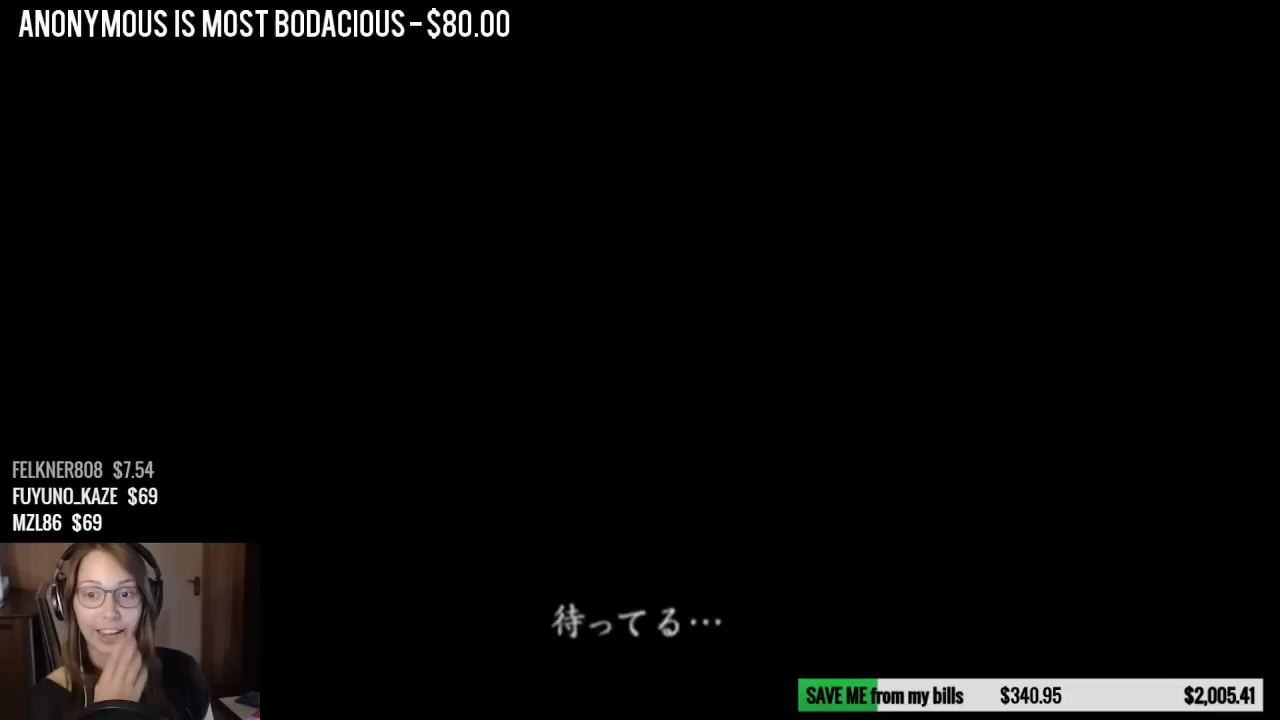 ANONYMOUS IS MOST BODACIOUS - $80.00
FELKNER808 $7.54
FUYUNO_KAZE $69
MZL86 $69
待ってる…
SAVE ME from my bills $340.95 $2,005.41